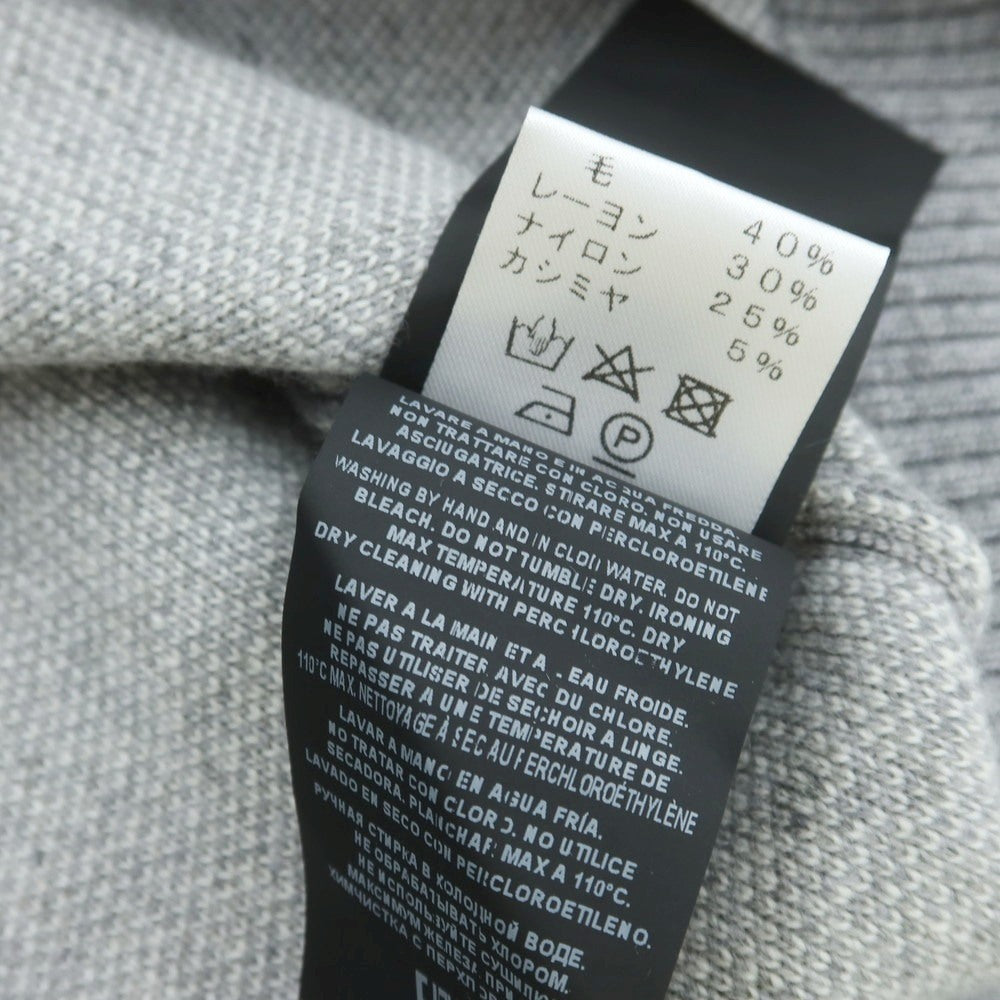 毛 40%
レーヨン 30%
ナイロン 25%
カシミヤ 5%
P
LAVARE A MANO E IN ACQUA FREDDA.
NON TRATTARE CON CLORO. NON USARE
ASCIUGATRICE. STIRARE MAX A 110°C.
LAVAGGIO A SECCO CON PERCLOROETILENE
WASHING BY HAND AND IN COLD WATER. DO NOT
BLEACH. DO NOT TUMBLE DRY. IRONING
MAX TEMPERATURE 110°C. DRY
DRY CLEANING WITH PERCHLOROETHYLENE
LAVER A LA MAIN ET A L'EAU FROIDE.
NE PAS TRAITER AVEC DU CHLORE.
NE PAS UTILISER DE SECHOIR A LINGE.
REPASSER A UNE TEMPERATURE DE
110°C MAX. NETTOYAGE À SEC AU PERCHLOROÉTHYLÈNE
LAVAR A MANO EN AGUA FRÍA.
NO TRATAR CON CLORO. NO UTILICE
SECADORA. PLANCHAR MAX A 110°C.
LAVADO EN SECO CON PERCLOROETILENO.
РУЧНАЯ СТИРКА В ХОЛОДНОЙ ВОДЕ.
НЕ ОБРАБАТЫВАТЬ ХЛОРОМ.
НЕ ИСПОЛЬЗУЙТЕ СУШИЛКУ
МАКСИМУМ ЖЕЛЕЗА ПРИ
ХИМЧИСТКА С ПЕРХЛ